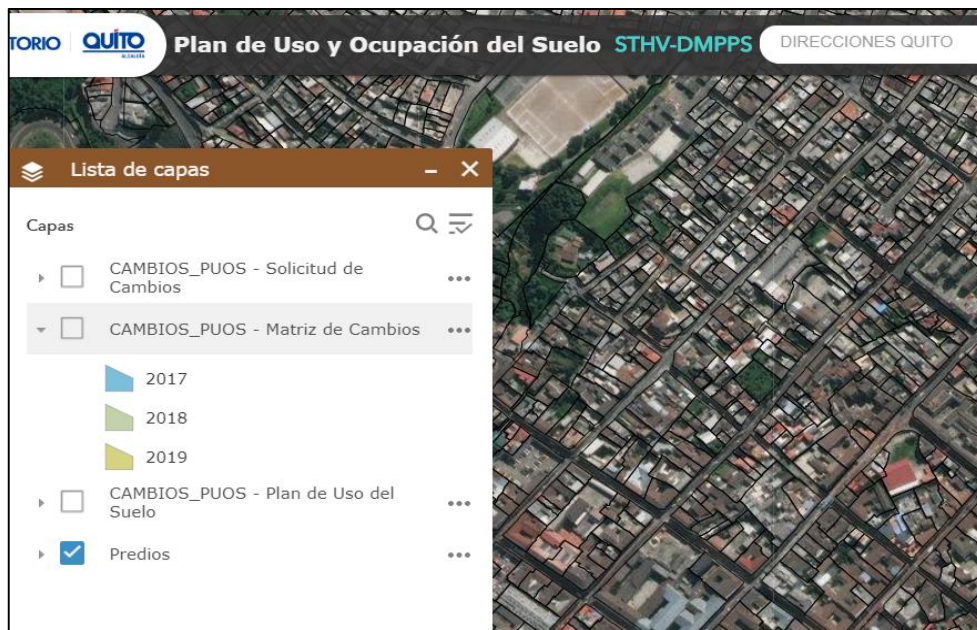 TORIO
QUITO
ALCALDÍA
Plan de Uso y Ocupación del Suelo STHV-DMPPS
DIRECCIONES QUITO
Lista de capas
Capas
CAMBIOS_PUOS - Solicitud de
Cambios
CAMBIOS_PUOS - Matriz de Cambios
2017
2018
2019
CAMBIOS_PUOS - Plan de Uso del
Suelo
Predios